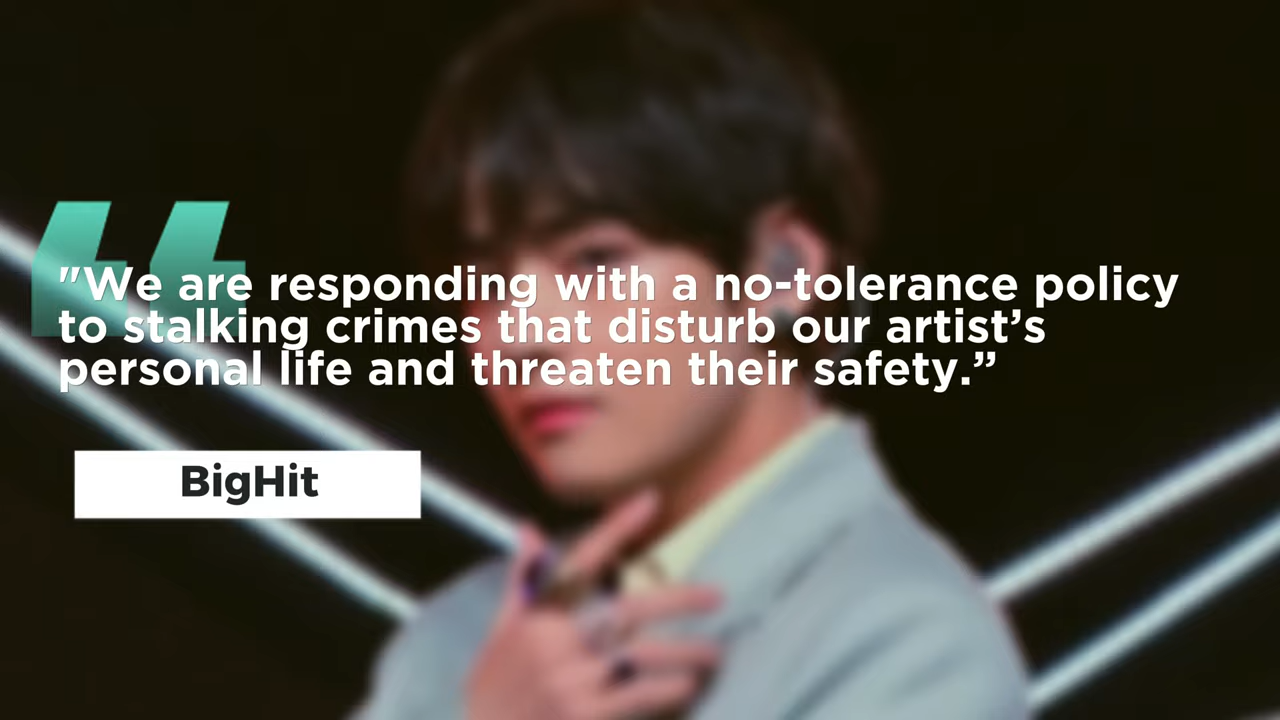 "We are responding with a no-tolerance policy
to stalking crimes that disturb our artist’s
personal life and threaten their safety.”
BigHit